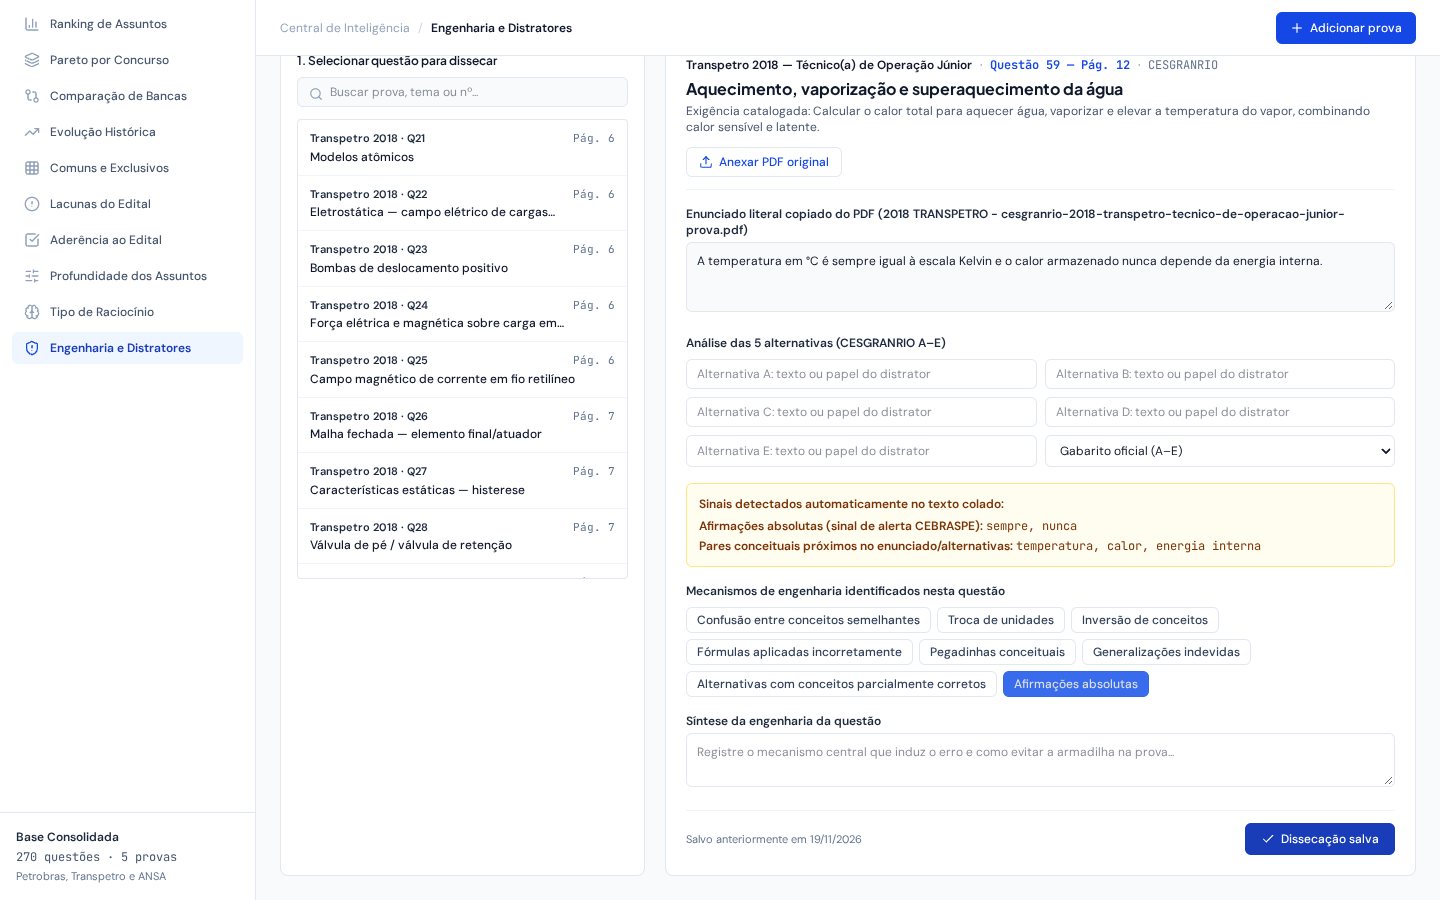 Ranking de Assuntos
Pareto por Concurso
Comparação de Bancas
Evolução Histórica
Comuns e Exclusivos
Lacunas do Edital
Aderência ao Edital
Profundidade dos Assuntos
Tipo de Raciocínio
Engenharia e Distratores
Base Consolidada
270 questões · 5 provas
Petrobras, Transpetro e ANSA
Central de Inteligência / Engenharia e Distratores
Adicionar prova
1. Selecionar questão para dissecar
Buscar prova, tema ou nº...
Transpetro 2018 · Q21 Pág. 6
Modelos atômicos
Transpetro 2018 · Q22 Pág. 6
Eletrostática — campo elétrico de cargas...
Transpetro 2018 · Q23 Pág. 6
Bombas de deslocamento positivo
Transpetro 2018 · Q24 Pág. 6
Força elétrica e magnética sobre carga em...
Transpetro 2018 · Q25 Pág. 6
Campo magnético de corrente em fio retilíneo
Transpetro 2018 · Q26 Pág. 7
Malha fechada — elemento final/atuador
Transpetro 2018 · Q27 Pág. 7
Características estáticas — histerese
Transpetro 2018 · Q28 Pág. 7
Válvula de pé / válvula de retenção
Transpetro 2018 — Técnico(a) de Operação Júnior · Questão 59 — Pág. 12 · CESGRANRIO
Aquecimento, vaporização e superaquecimento da água
Exigência catalogada: Calcular o calor total para aquecer água, vaporizar e elevar a temperatura do vapor, combinando
calor sensível e latente.
Anexar PDF original
Enunciado literal copiado do PDF (2018 TRANSPETRO - cesgranrio-2018-transpetro-tecnico-de-operacao-junior-
prova.pdf)
A temperatura em °C é sempre igual à escala Kelvin e o calor armazenado nunca depende da energia interna.
Análise das 5 alternativas (CESGRANRIO A–E)
Alternativa A: texto ou papel do distrator
Alternativa B: texto ou papel do distrator
Alternativa C: texto ou papel do distrator
Alternativa D: texto ou papel do distrator
Alternativa E: texto ou papel do distrator
Gabarito oficial (A–E)
Sinais detectados automaticamente no texto colado:
Afirmações absolutas (sinal de alerta CEBRASPE): sempre, nunca
Pares conceituais próximos no enunciado/alternativas: temperatura, calor, energia interna
Mecanismos de engenharia identificados nesta questão
Confusão entre conceitos semelhantes
Troca de unidades
Inversão de conceitos
Fórmulas aplicadas incorretamente
Pegadinhas conceituais
Generalizações indevidas
Alternativas com conceitos parcialmente corretos
Afirmações absolutas
Síntese da engenharia da questão
Registre o mecanismo central que induz o erro e como evitar a armadilha na prova...
Salvo anteriormente em 19/11/2026
Dissecação salva